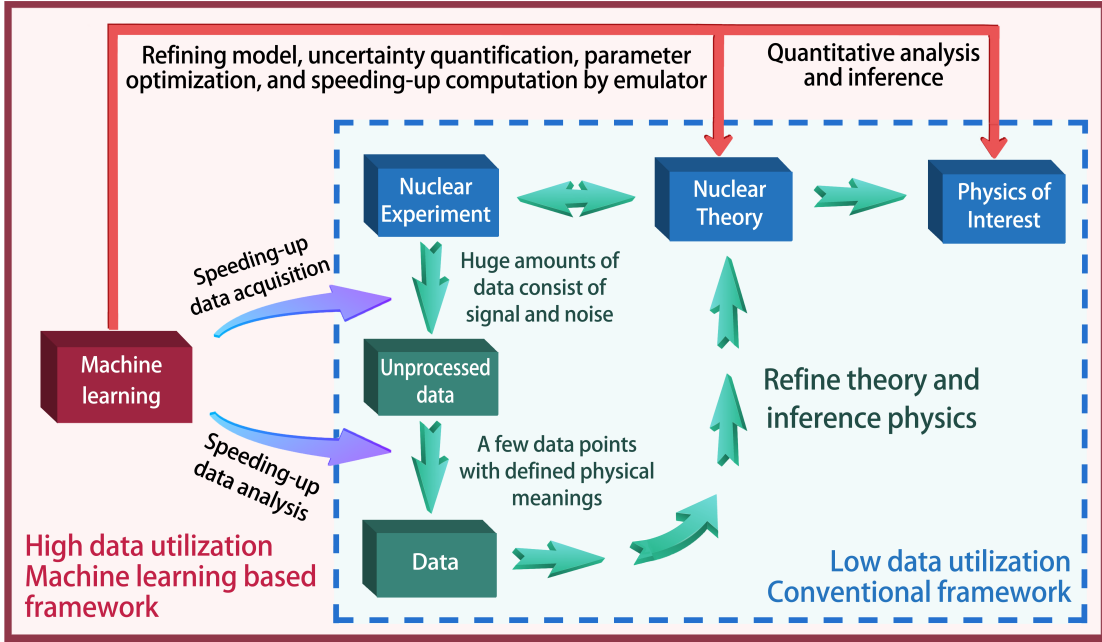 Refining model, uncertainty quantification, parameter
optimization, and speeding-up computation by emulator
Quantitative analysis
and inference
Nuclear
Experiment
Nuclear
Theory
Physics of
Interest
Speeding-up
data acquisition
Huge amounts of
data consist of
signal and noise
Machine
learning
Unprocessed
data
Refine theory and
inference physics
Speeding-up
data analysis
A few data points
with defined physical
meanings
Data
High data utilization
Machine learning based
framework
Low data utilization
Conventional framework